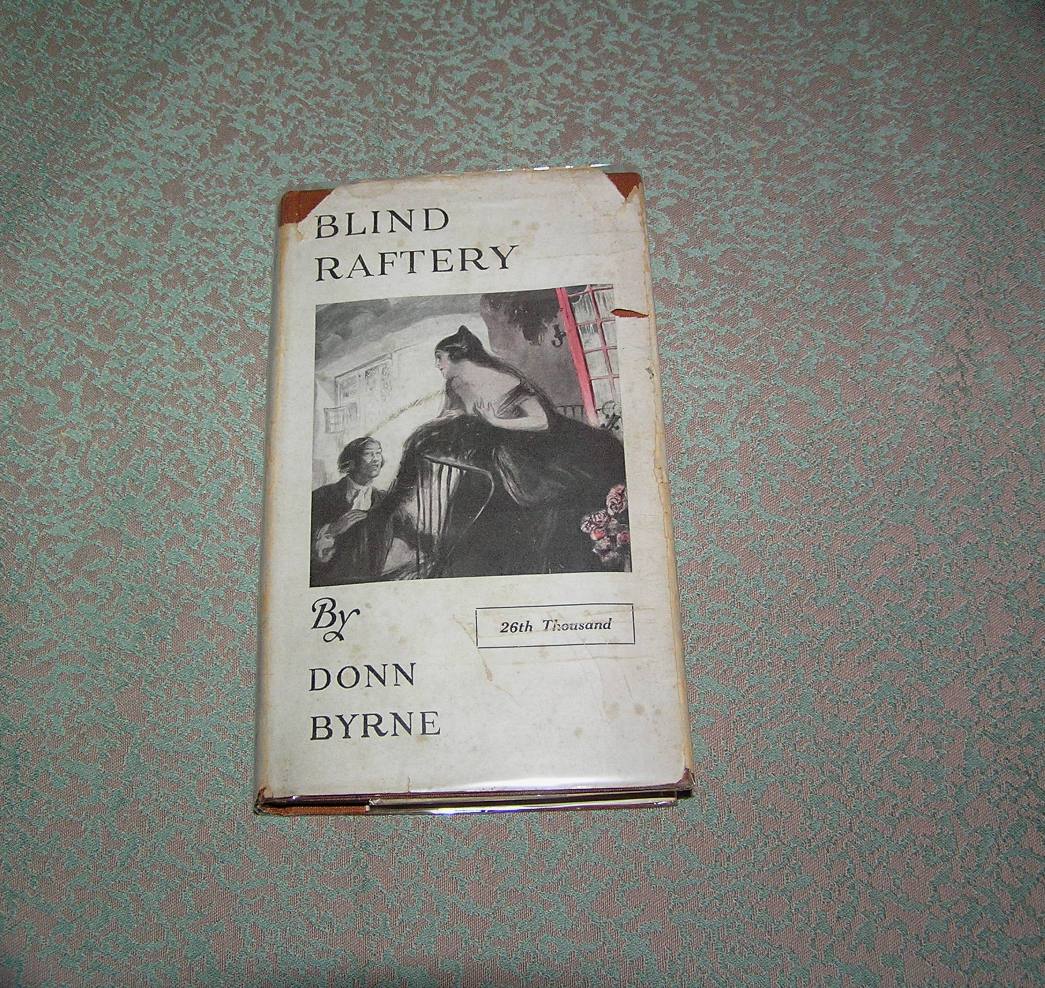 BLIND
RAFTERY
By
26th Thousand
DONN
BYRNE